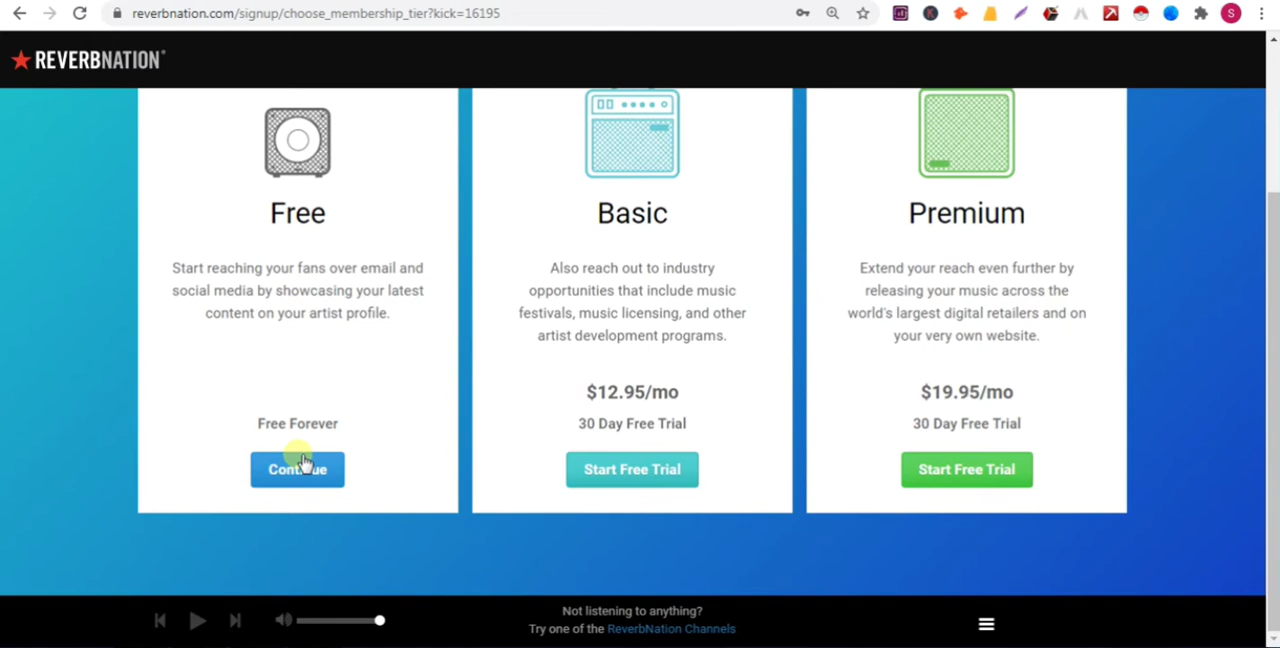 reverbnation.com/signup/choose_membership_tier?kick=16195
S
REVERBNATION
Free
Start reaching your fans over email and
social media by showcasing your latest
content on your artist profile.
Free Forever
Continue
Basic
Also reach out to industry
opportunities that include music
festivals, music licensing, and other
artist development programs.
$12.95/mo
30 Day Free Trial
Start Free Trial
Premium
Extend your reach even further by
releasing your music across the
world's largest digital retailers and on
your very own website.
$19.95/mo
30 Day Free Trial
Start Free Trial
Not listening to anything?
Try one of the ReverbNation Channels